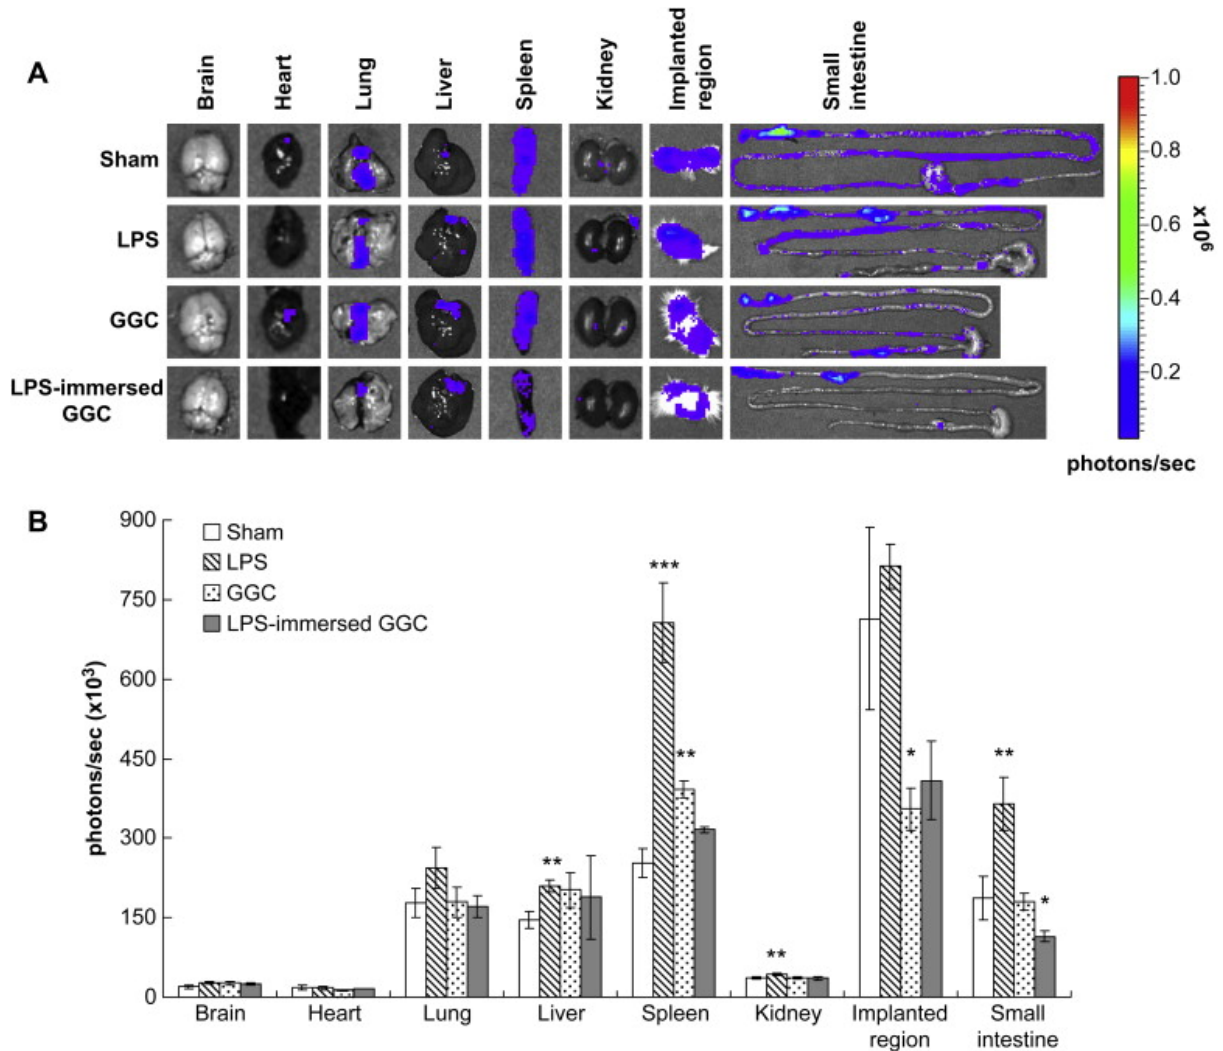 A
Brain
Heart
Lung
Liver
Spleen
Kidney
Implanted
region
Small
intestine
Sham
LPS
GGC
LPS-immersed
GGC
1.0
0.8
0.6
0.4
0.2
x10⁶
photons/sec
B
Sham
LPS
GGC
LPS-immersed GGC
photons/sec (x10³)
900
750
600
450
300
150
0
**
***
**
**
*
**
*
Brain
Heart
Lung
Liver
Spleen
Kidney
Implanted
region
Small
intestine